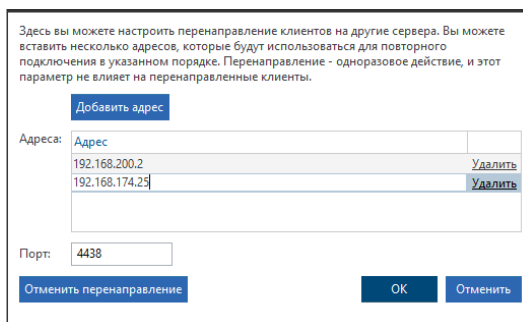 Здесь вы можете настроить перенаправление клиентов на другие сервера. Вы можете
вставить несколько адресов, которые будут использоваться для повторного
подключения в указанном порядке. Перенаправление - одноразовое действие, и этот
параметр не влияет на перенаправленные клиенты.
Добавить адрес
Адреса: Адрес
192.168.200.2 Удалить
192.168.174.25 Удалить
Порт: 4438
Отменить перенаправление ОК Отменить